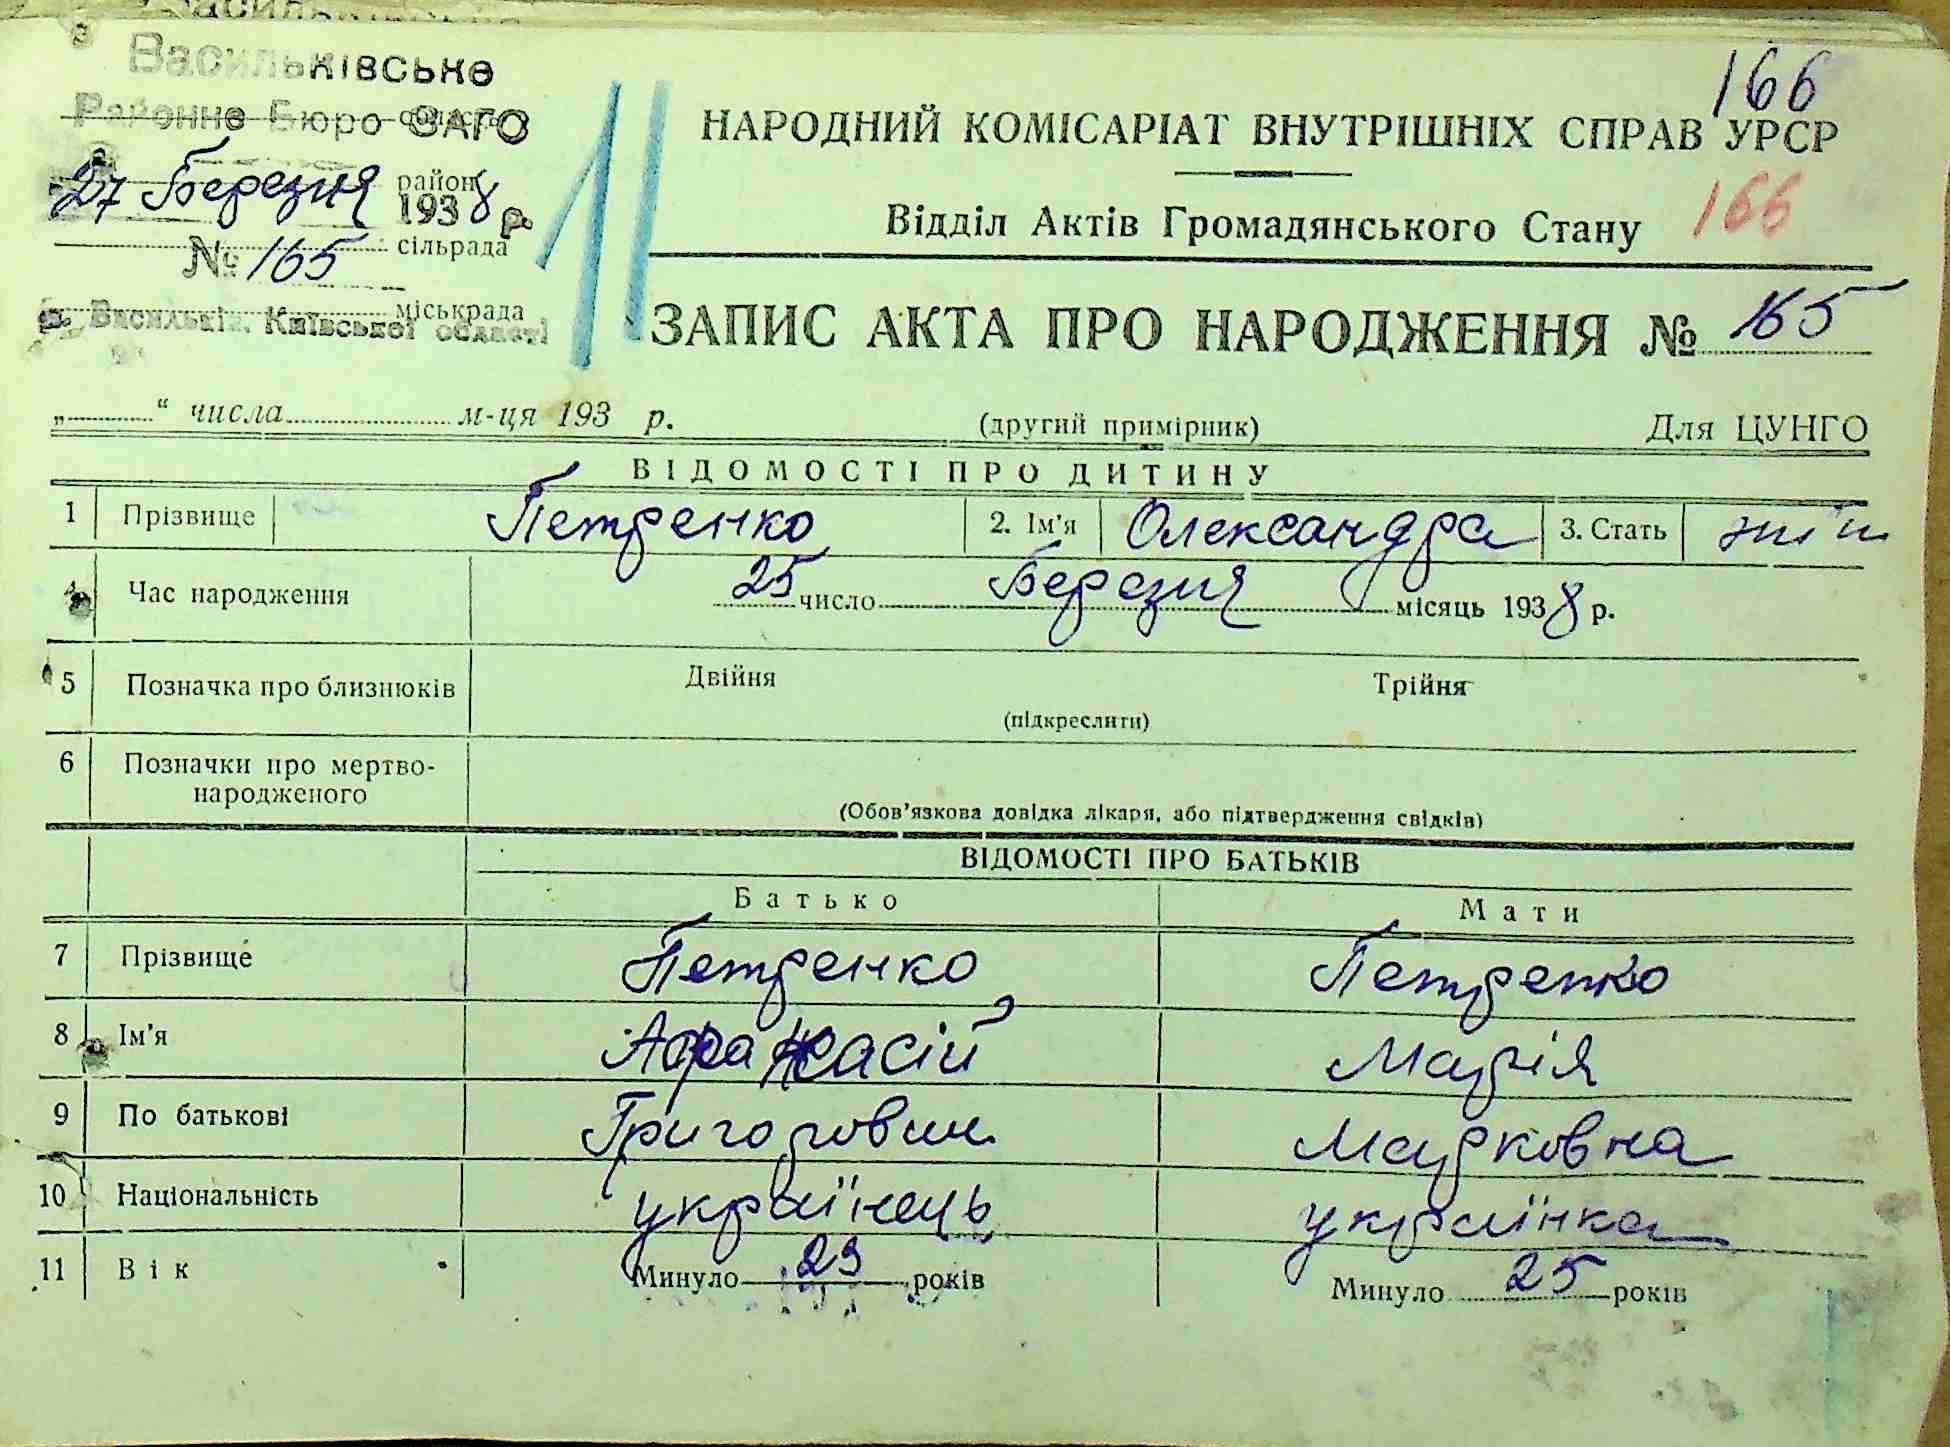 Васильківське
Районне Бюро ЗАГС
область
27 Березня район 1938 р.
№ 165 сільрада
міськрада
м. Васильків, Київської області
166
НАРОДНИЙ КОМІСАРІАТ ВНУТРІШНІХ СПРАВ УРСР
166
Відділ Актів Громадянського Стану
ЗАПИС АКТА ПРО НАРОДЖЕННЯ № 165
„ “ числа м-ця 193 р. (другий примірник) Для ЦУНГО
ВІДОМОСТІ ПРО ДИТИНУ
1 Прізвище Петренко 2. Ім'я Олександра 3. Стать жін
4 Час народження 25 число Березня місяць 1938 р.
5 Позначка про близнюків Двійня Трійня
(підкреслити)
6 Позначки про мертво-
народженого
(Обов'язкова довідка лікаря, або підтвердження свідків)
ВІДОМОСТІ ПРО БАТЬКІВ
Батько Мати
7 Прізвище Петренко Петренко
8 Ім'я Афанасій Марія
9 По батькові Григорович Марковна
10 Національність українець українка
11 Вік Минуло 23 років Минуло 25 років